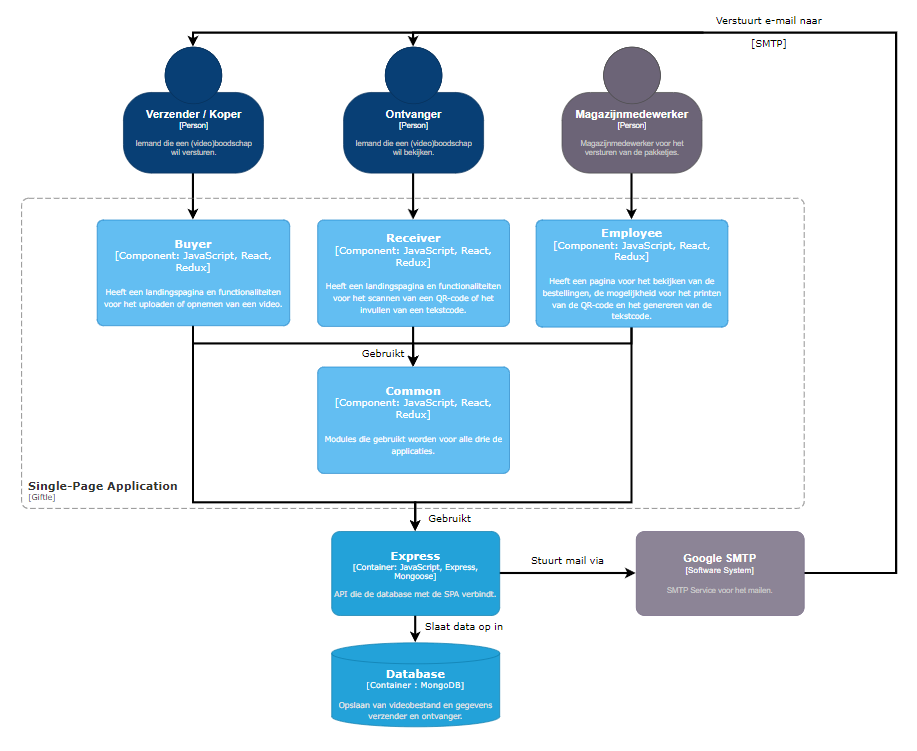 Verstuurt e-mail naar
[SMTP]
Verzender / Koper
[Person]
Iemand die een (video)boodschap
wil versturen.
Ontvanger
[Person]
Iemand die een (video)boodschap
wil bekijken.
Magazijnmedewerker
[Person]
Magazijnmedewerker voor het
versturen van de pakketjes.
Buyer
[Component: JavaScript, React,
Redux]
Heeft een landingspagina en functionaliteiten
voor het uploaden of opnemen van een video.
Receiver
[Component: JavaScript, React,
Redux]
Heeft een landingspagina en functionaliteiten
voor het scannen van een QR-code of het
invullen van een tekstcode.
Employee
[Component: JavaScript, React,
Redux]
Heeft een pagina voor het bekijken van de
bestellingen, de mogelijkheid voor het printen
van de QR-code en het genereren van de
tekstcode.
Gebruikt
Common
[Component: JavaScript, React,
Redux]
Modules die gebruikt worden voor alle drie de
applicaties.
Single-Page Application
[Giftle]
Gebruikt
Express
[Container: JavaScript, Express,
Mongoose]
API die de database met de SPA verbindt.
Stuurt mail via
Google SMTP
[Software System]
SMTP Service voor het mailen.
Slaat data op in
Database
[Container : MongoDB]
Opslaan van videobestand en gegevens
verzender en ontvanger.